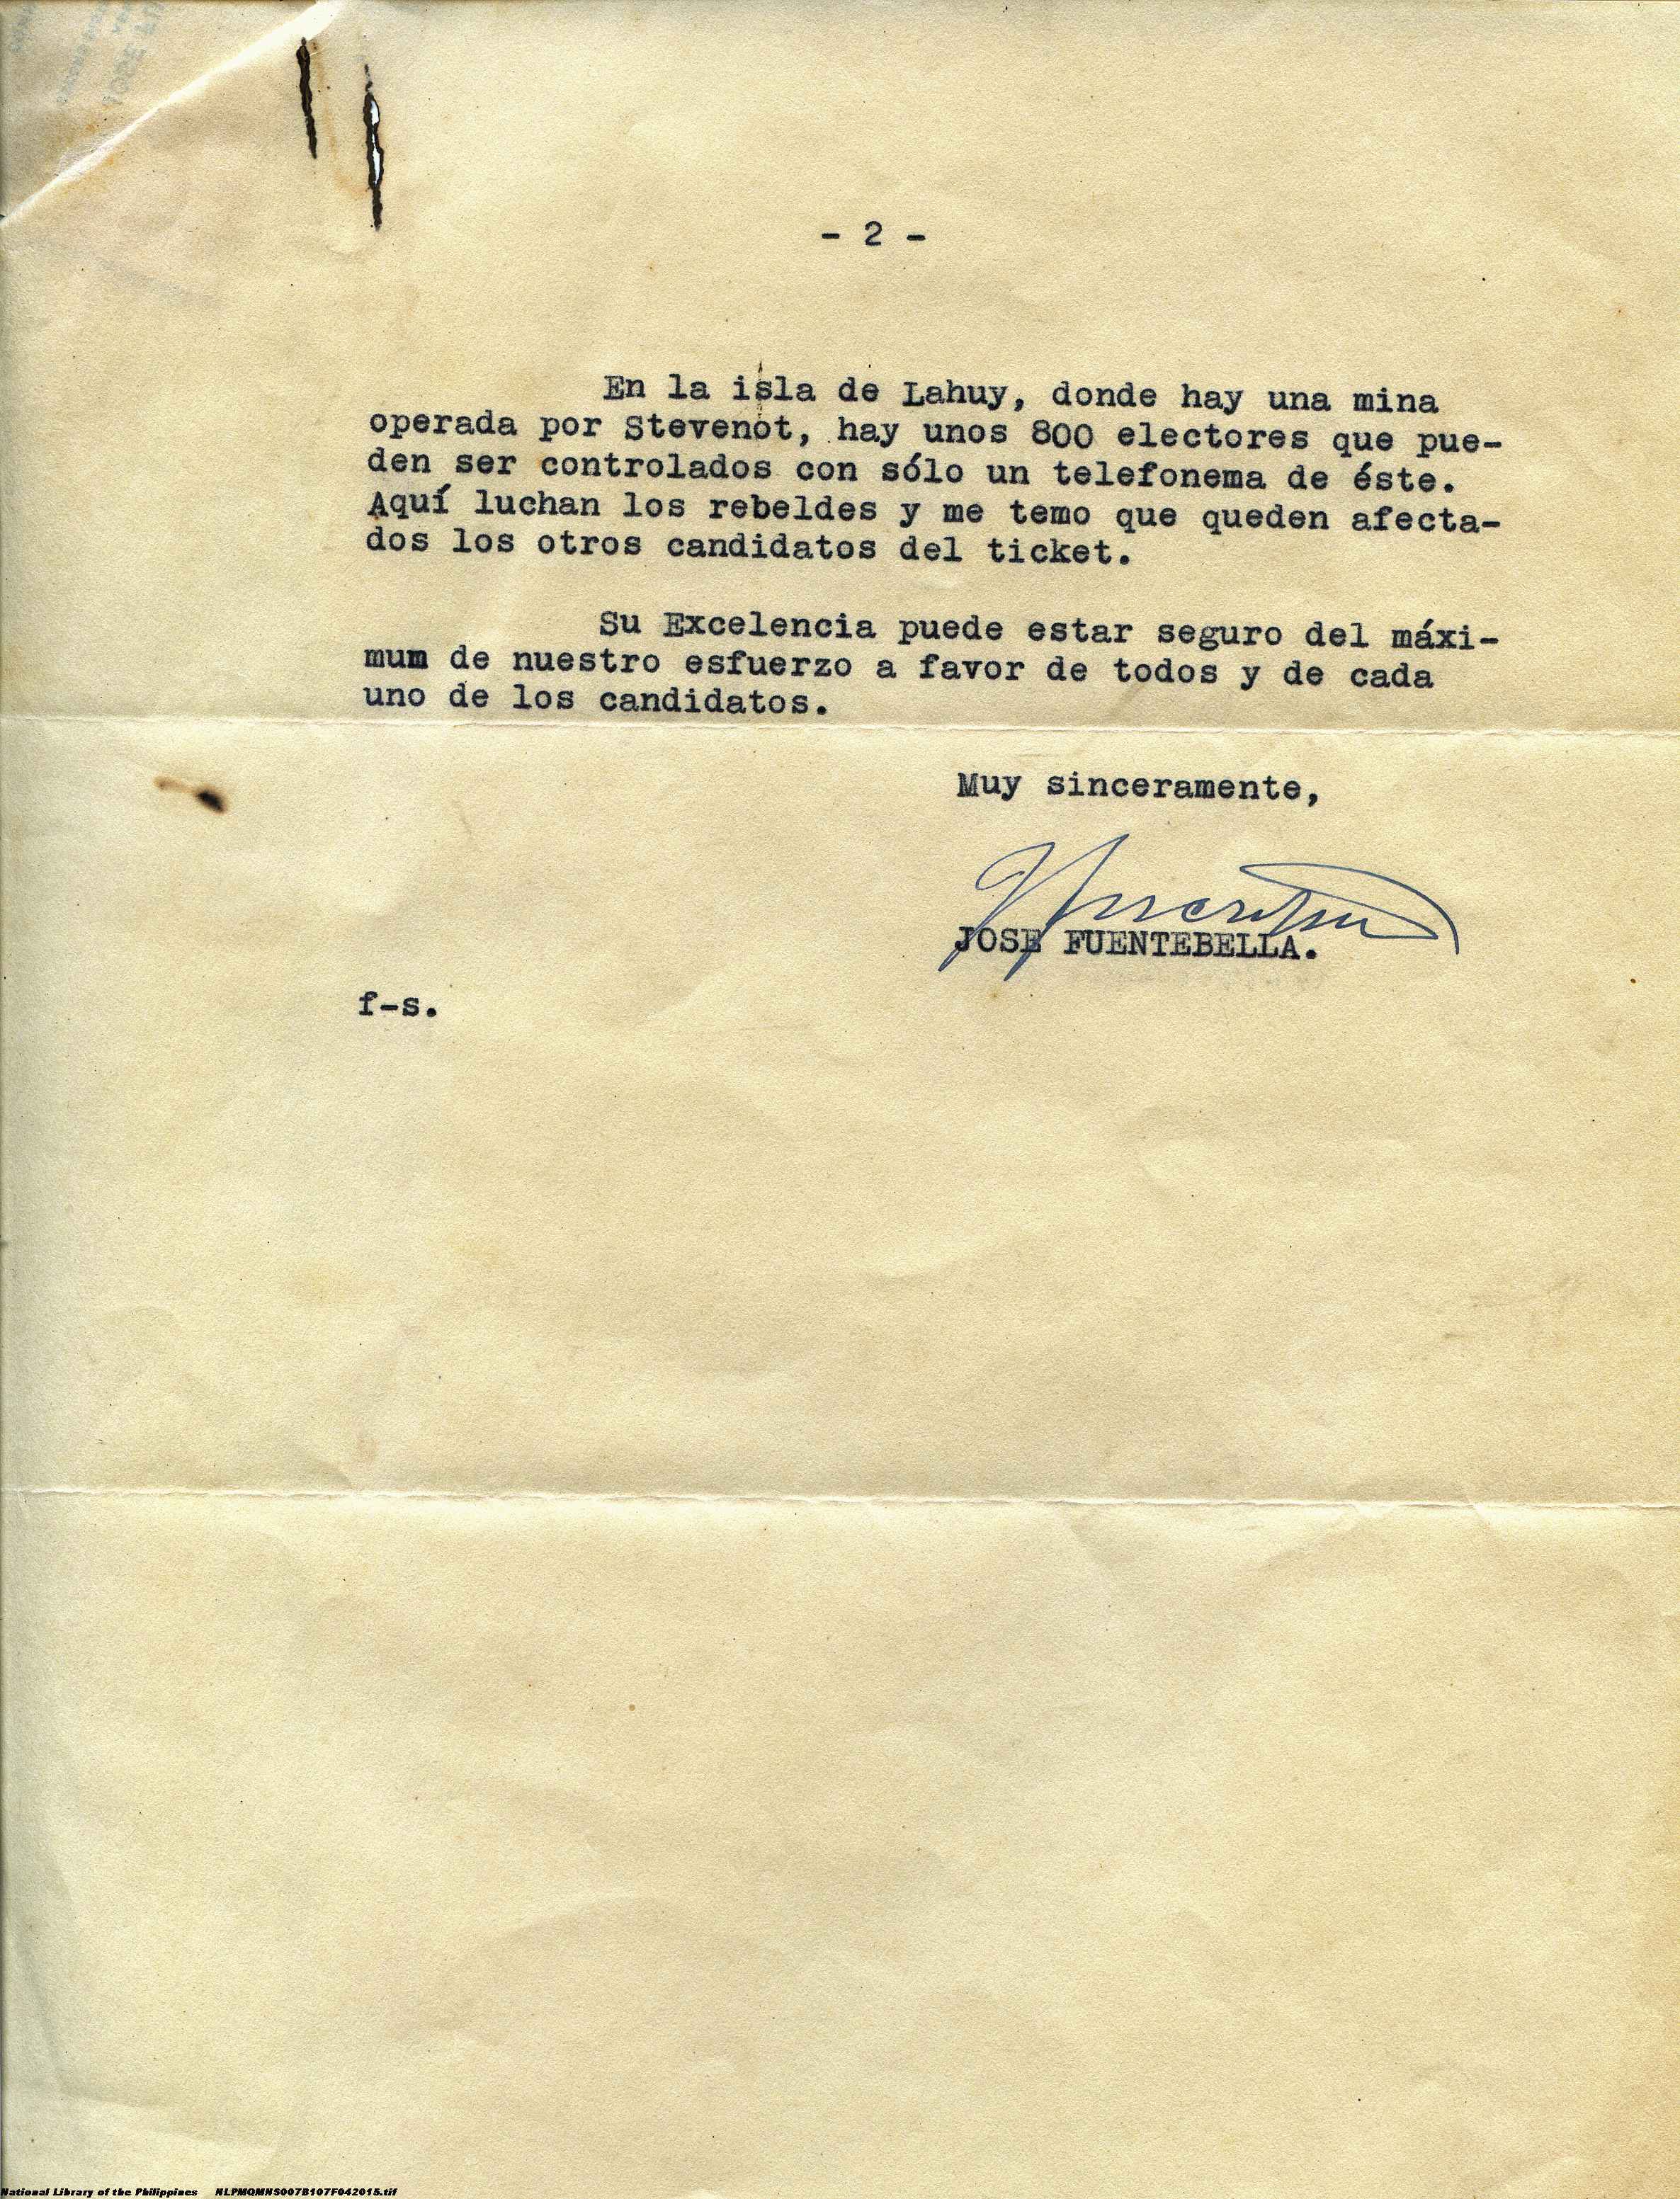 - 2 -
En la isla de Lahuy, donde hay una mina
operada por Stevenot, hay unos 800 electores que pue-
den ser controlados con sólo un telefonema de éste.
Aquí luchan los rebeldes y me temo que queden afecta-
dos los otros candidatos del ticket.
Su Excelencia puede estar seguro del máxi-
mum de nuestro esfuerzo a favor de todos y de cada
uno de los candidatos.
Muy sinceramente,
JOSE FUENTEBELLA.
f-s.
National Library of the Philippines NLPMQMNS007B107F042015.tif